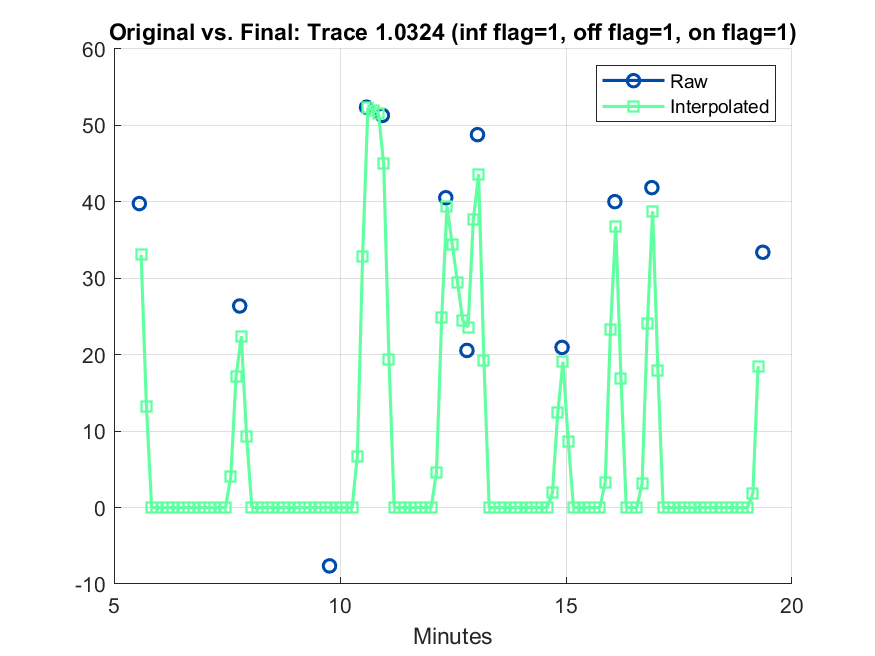 Original vs. Final: Trace 1.0324 (inf flag=1, off flag=1, on flag=1)
Raw
Interpolated
60
50
40
30
20
10
0
-10
5 10 15 20
Minutes